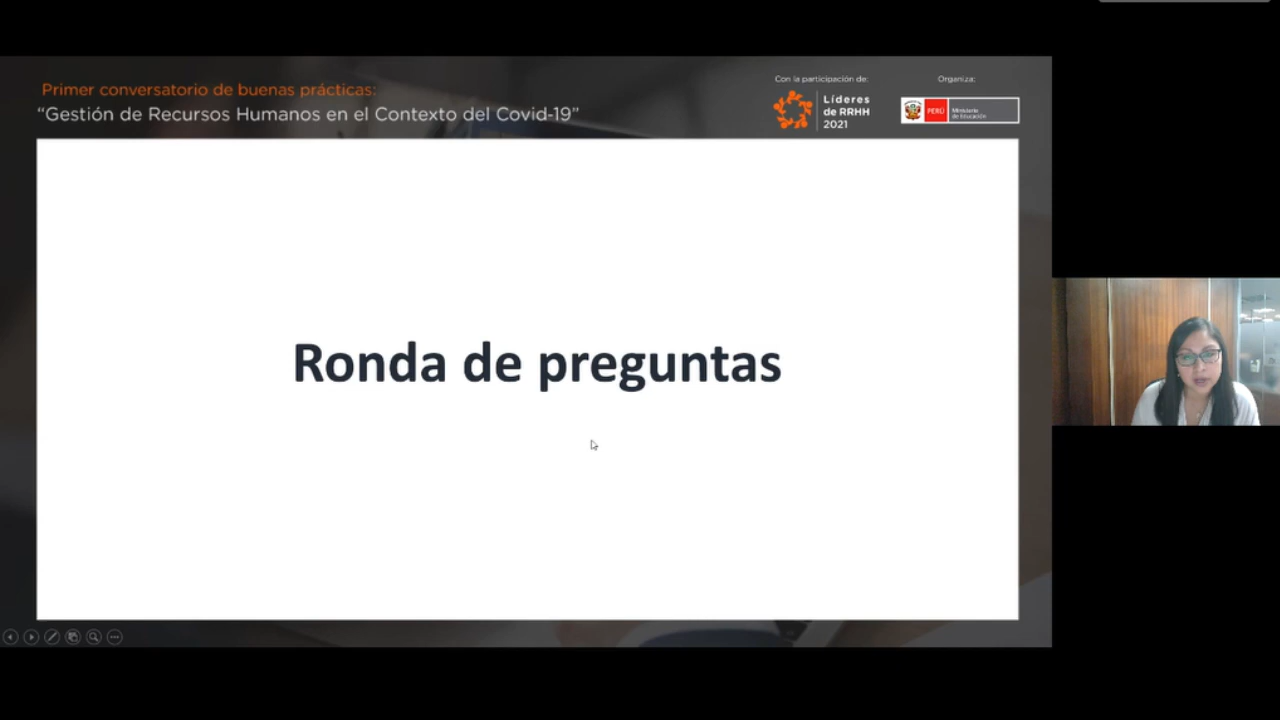 Primer conversatorio de buenas prácticas:
“Gestión de Recursos Humanos en el Contexto del Covid-19”
Con la participación de:
Líderes
de RRHH
2021
Organiza:
PERÚ
Ministerio
de Educación
Ronda de preguntas